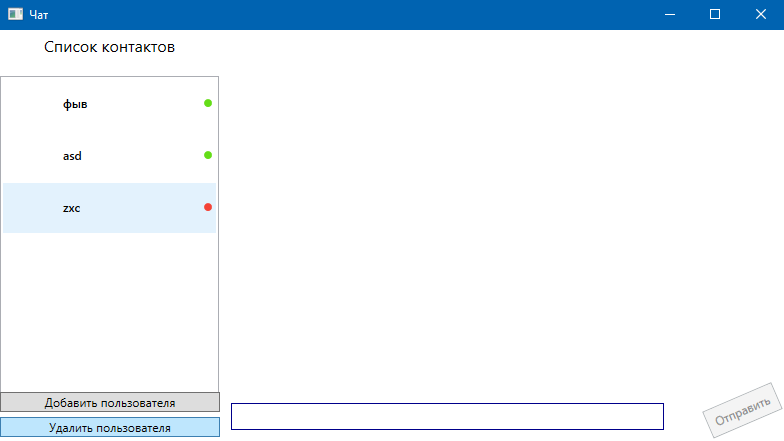 Чат
Список контактов
фыв
asd
zxc
Добавить пользователя
Удалить пользователя
Отправить